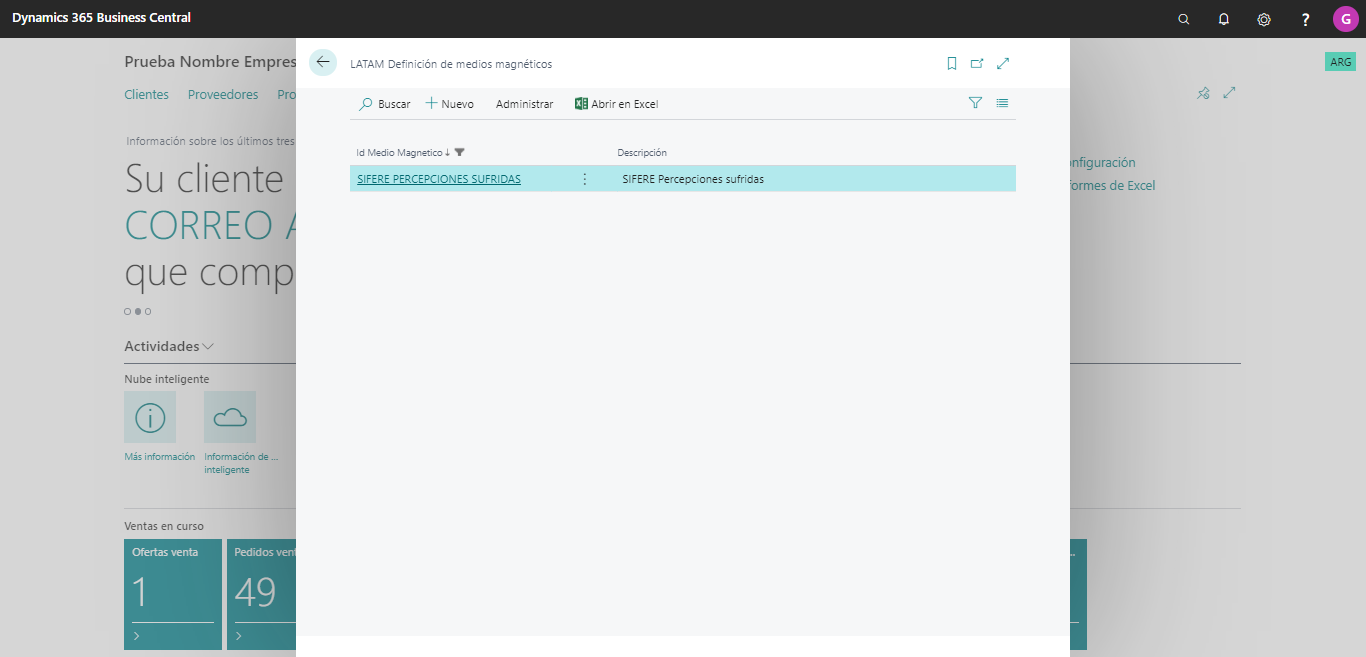 Dynamics 365 Business Central
?
G
Prueba Nombre Empres
ARG
LATAM Definición de medios magnéticos
Clientes Proveedores Pro
Buscar Nuevo Administrar Abrir en Excel
Información sobre los últimos tres
Id Medio Magnetico ↓ Descripción
SIFERE PERCEPCIONES SUFRIDAS SIFERE Percepciones sufridas
Su cliente
CORREO A
que comp
onfiguración
formes de Excel
Actividades
Nube inteligente
Más información
Información de ...
inteligente
Ventas en curso
Ofertas venta
1
Pedidos vent
49